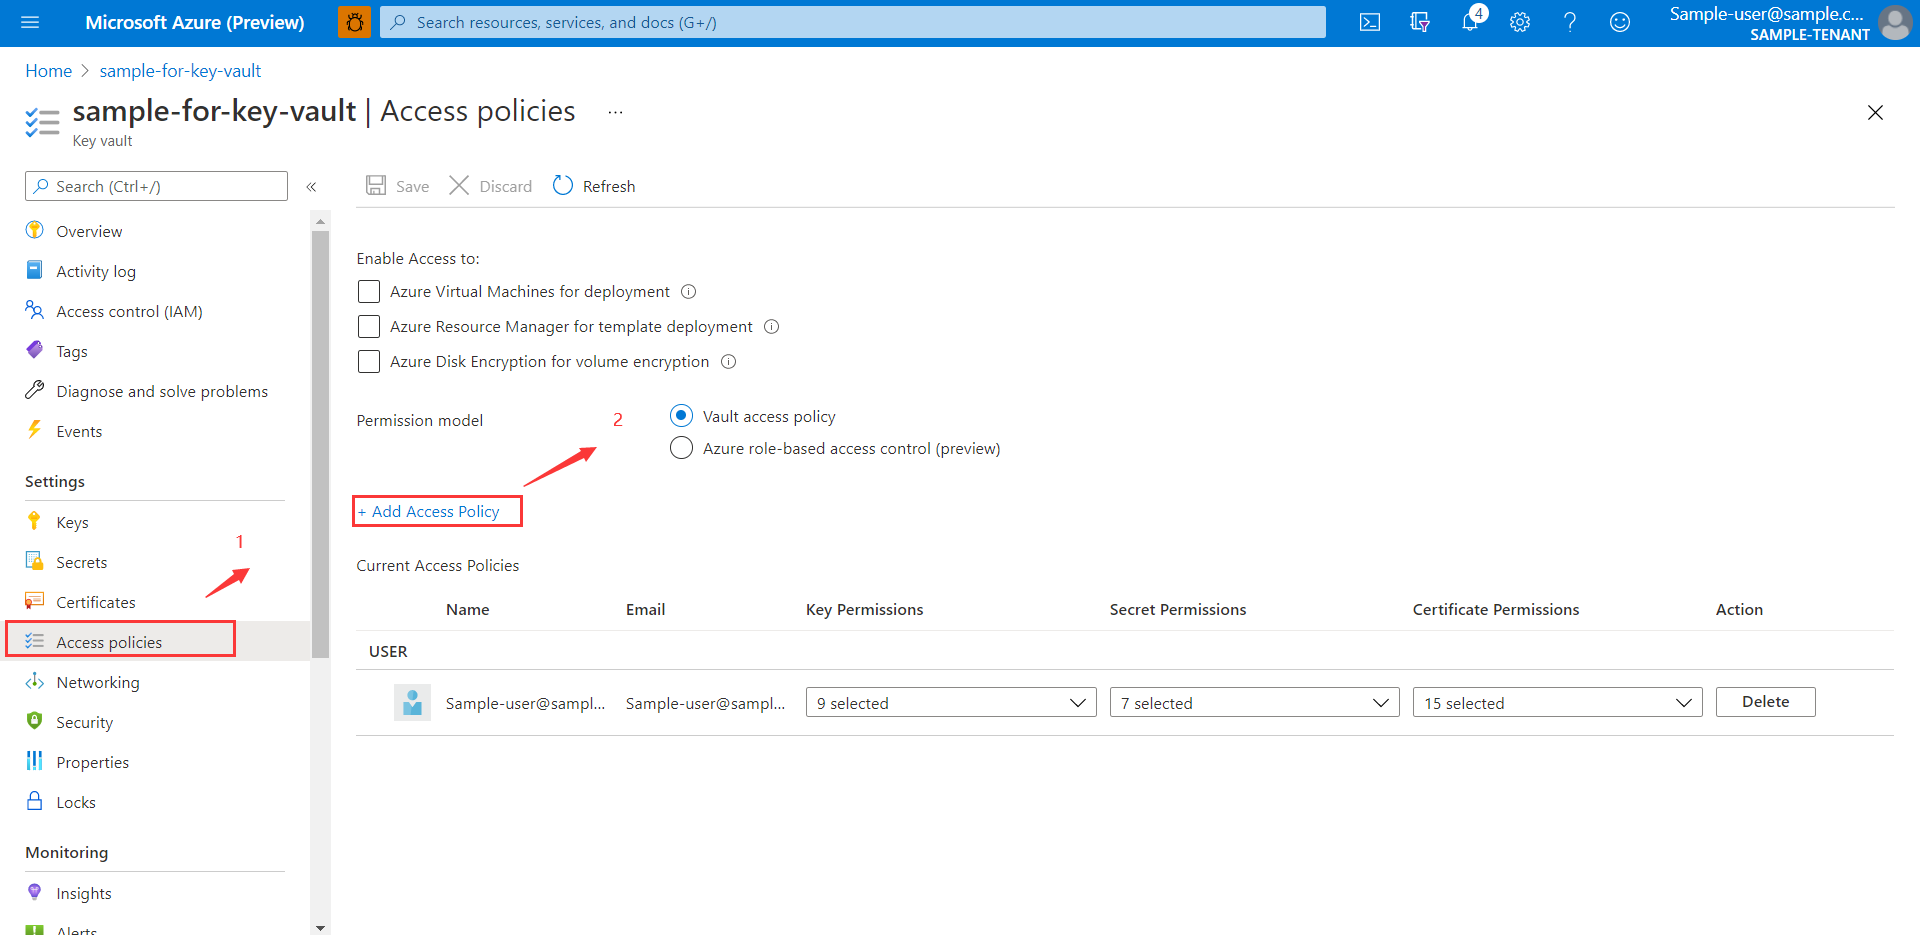 Microsoft Azure (Preview)
Search resources, services, and docs (G+/)
4
Sample-user@sample.c...
SAMPLE-TENANT
Home > sample-for-key-vault
sample-for-key-vault | Access policies ...
Key vault
Search (Ctrl+/)
«
Save
Discard
Refresh
Overview
Activity log
Access control (IAM)
Tags
Diagnose and solve problems
Events
Settings
Keys
Secrets
Certificates
Access policies
Networking
Security
Properties
Locks
Monitoring
Insights
Alerts
1
Enable Access to:
Azure Virtual Machines for deployment
Azure Resource Manager for template deployment
Azure Disk Encryption for volume encryption
Permission model
2
Vault access policy
Azure role-based access control (preview)
+ Add Access Policy
Current Access Policies
Name Email Key Permissions Secret Permissions Certificate Permissions Action
USER
Sample-user@sampl... Sample-user@sampl... 9 selected 7 selected 15 selected Delete